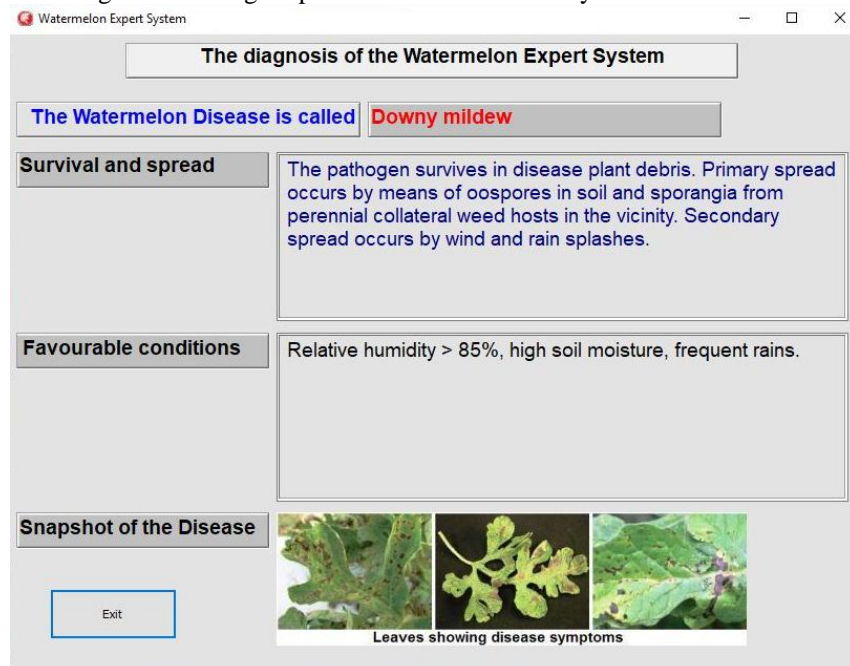 Watermelon Expert System
The diagnosis of the Watermelon Expert System
The Watermelon Disease is called
Downy mildew
Survival and spread
The pathogen survives in disease plant debris. Primary spread
occurs by means of oospores in soil and sporangia from
perennial collateral weed hosts in the vicinity. Secondary
spread occurs by wind and rain splashes.
Favourable conditions
Relative humidity > 85%, high soil moisture, frequent rains.
Snapshot of the Disease
Leaves showing disease symptoms
Exit